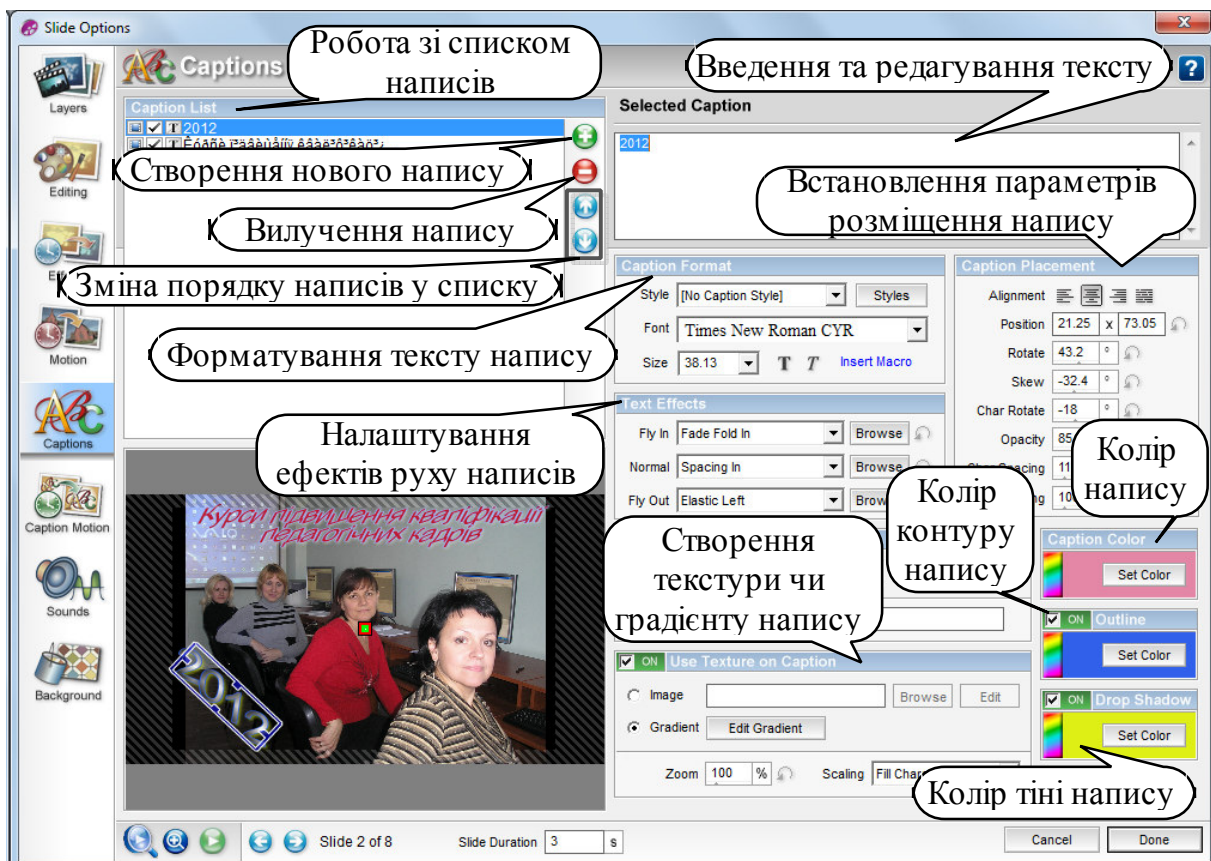 Slide Options
Layers
Editing
Motion
Captions
Caption Motion
Sounds
Background
Captions
Робота зі списком
написів
Caption List
2012
Створення нового напису
Вилучення напису
Зміна порядку написів у списку
Форматування тексту напису
Налаштування
ефектів руху написів
Курси підвищення кваліфікації
педагогічних кадрів
2012
Введення та редагування тексту
Selected Caption
2012
Встановлення параметрів
розміщення напису
Caption Format
Style [No Caption Style] Styles
Font Times New Roman CYR
Size 38.13 T T Insert Macro
Text Effects
Fly In Fade Fold In Browse
Normal Spacing In Browse
Fly Out Elastic Left
Caption Placement
Alignment
Position 21.25 x 73.05
Rotate 43.2 °
Skew -32.4 °
Char Rotate -18 °
Opacity
Колір
напису
Колір
контуру
напису
Створення
текстури чи
градієнту напису
Caption Color
Set Color
ON Outline
Set Color
ON Drop Shadow
Set Color
Колір тіні напису
ON Use Texture on Caption
Image Browse Edit
Gradient Edit Gradient
Zoom 100 % Scaling
Slide 2 of 8 Slide Duration 3 s
Cancel Done